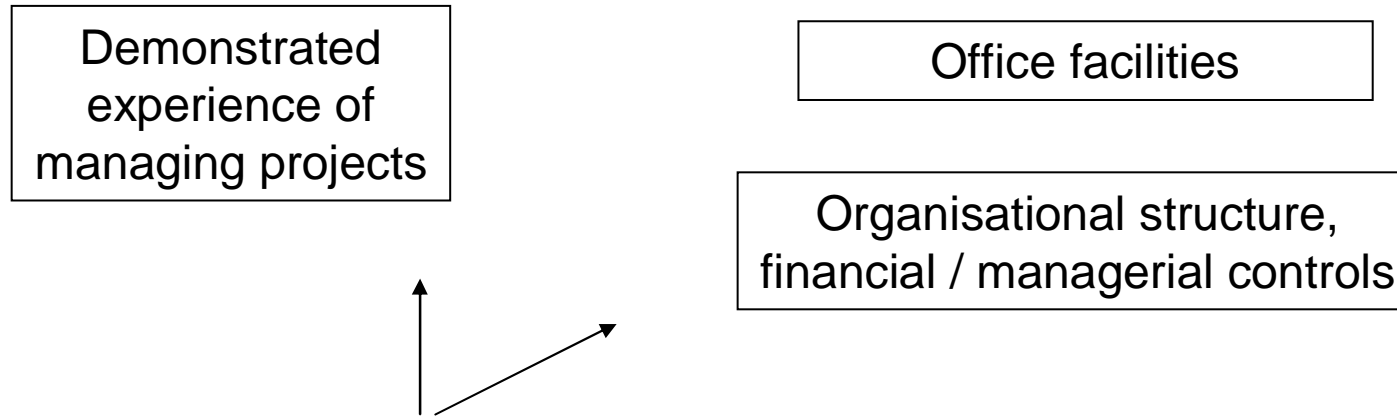 Demonstrated
experience of
managing projects
Office facilities
Organisational structure,
financial / managerial controls